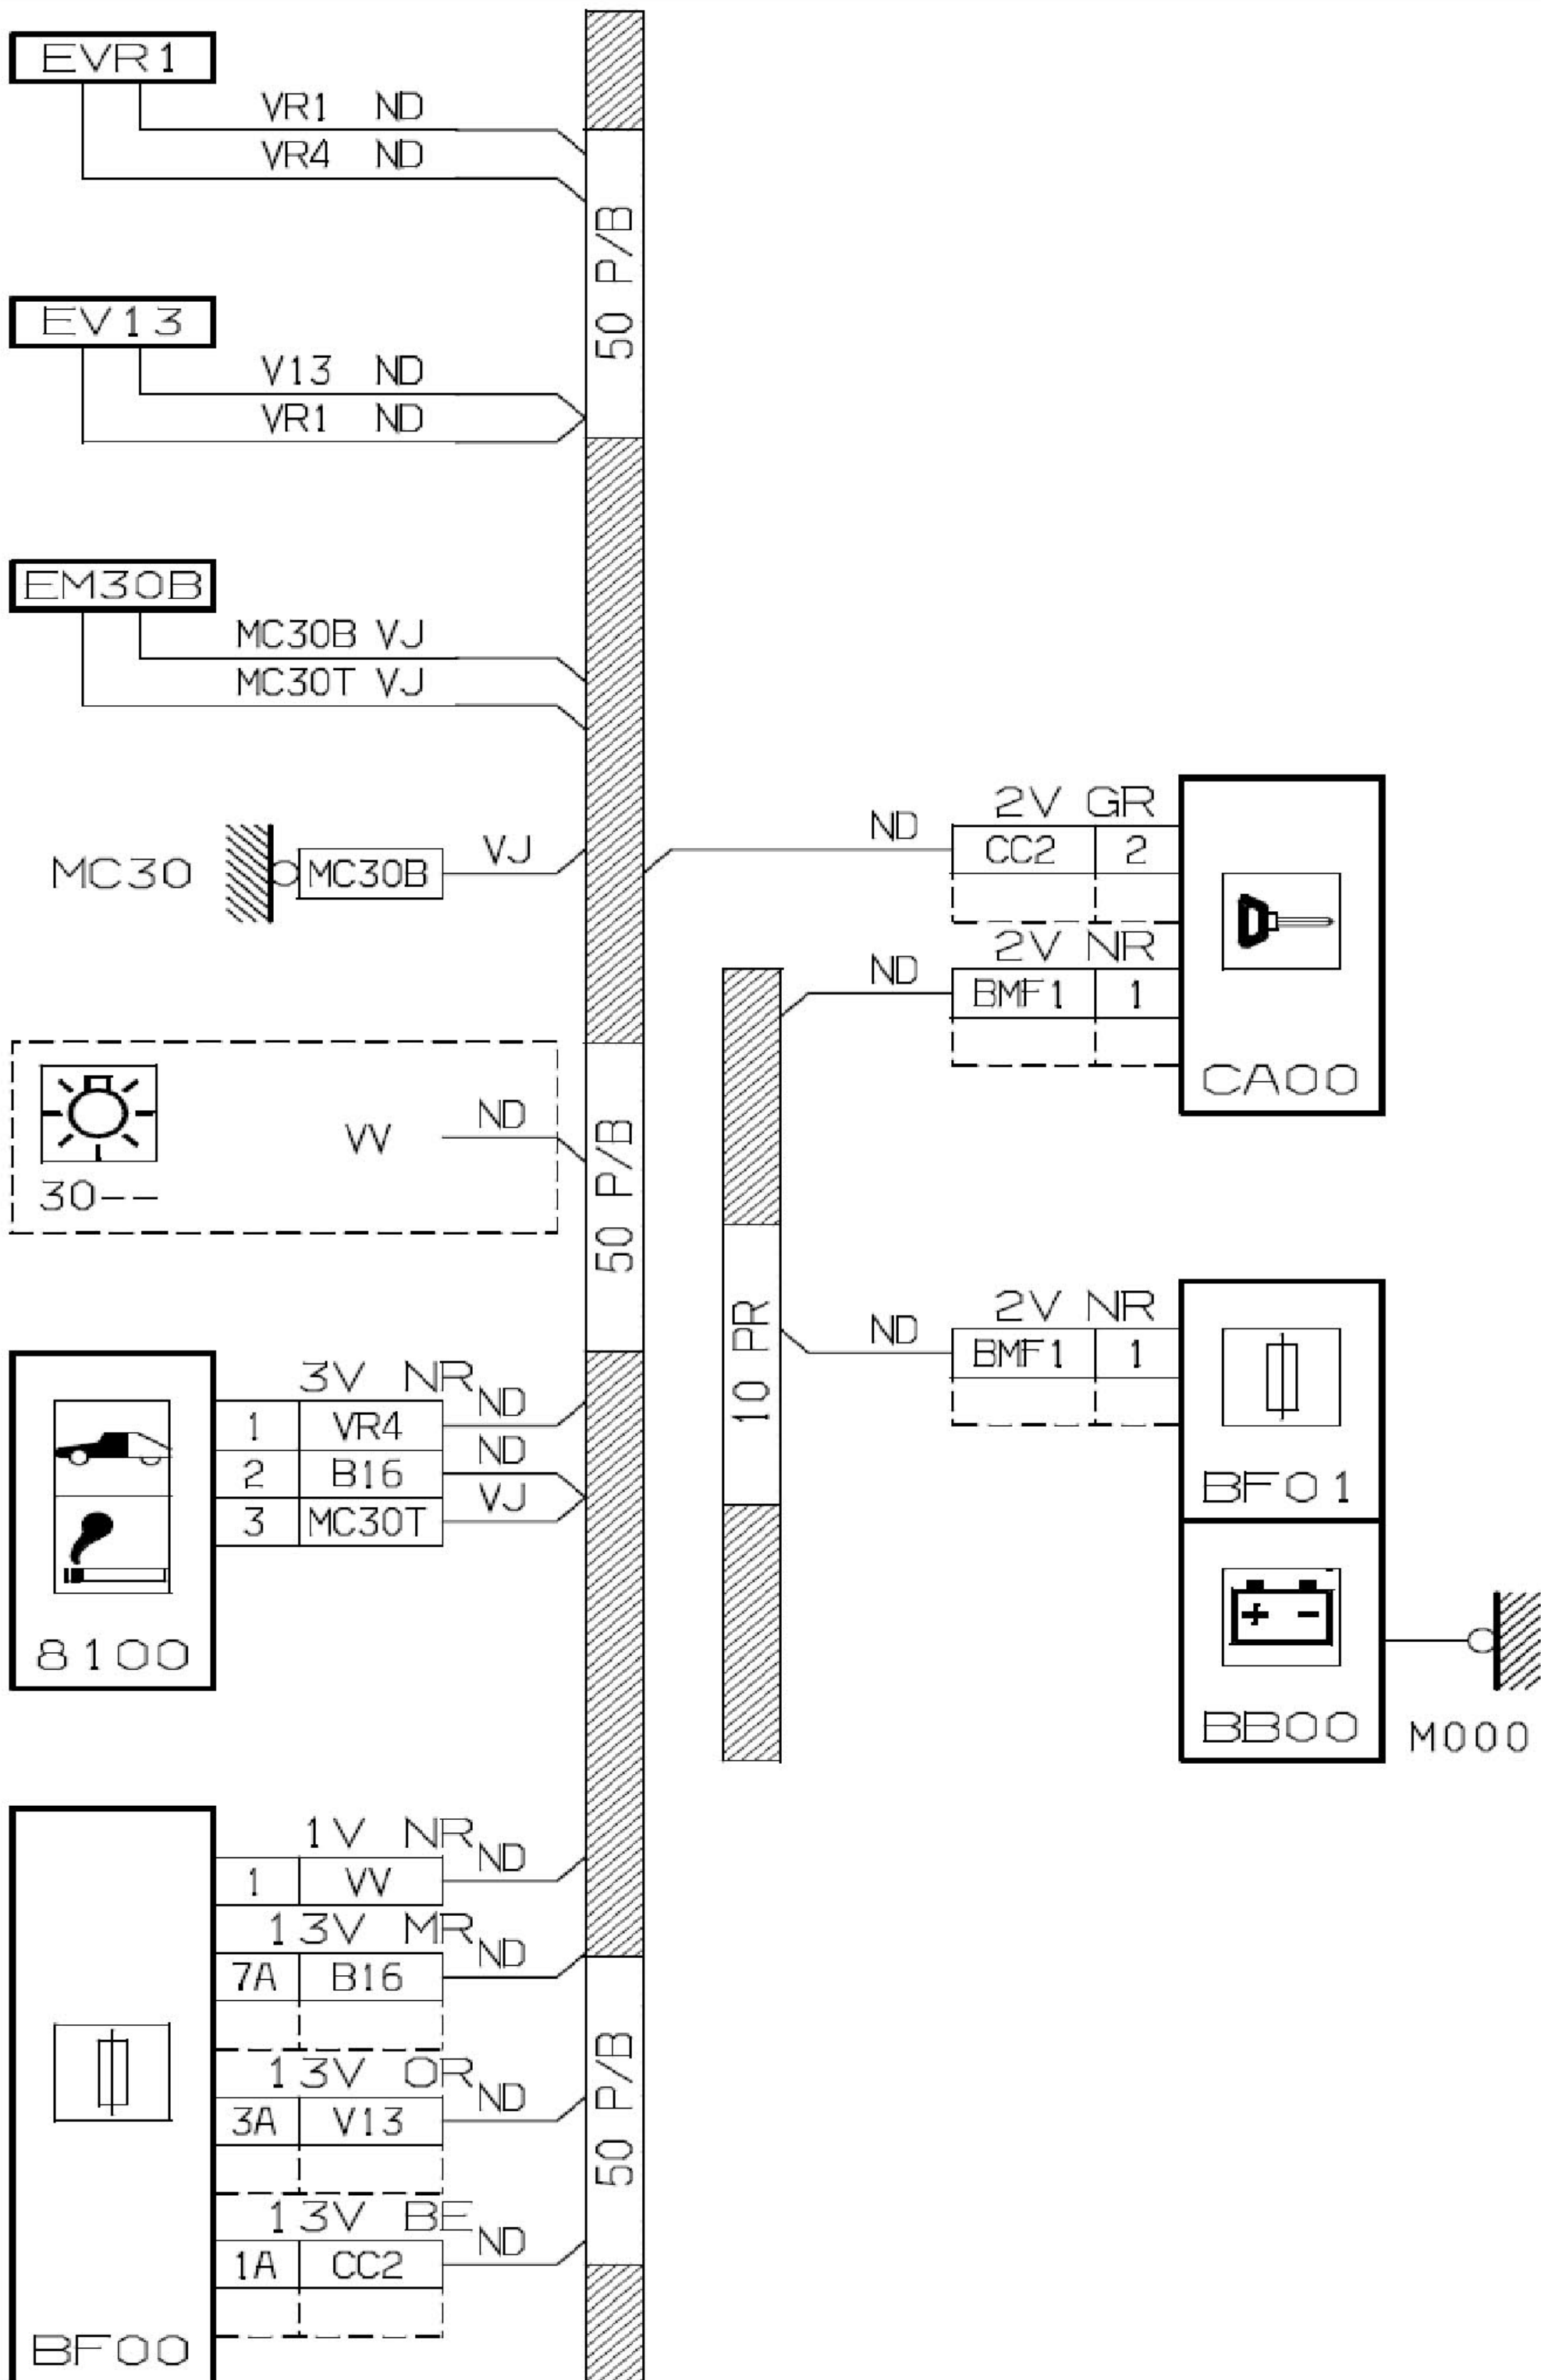 EVR1
VR1 ND
VR4 ND
50 P/B
EV13
V13 ND
VR1 ND
EM30B
MC30B VJ
MC30T VJ
MC30
MC30B
VJ
ND
2V GR
CC2 2
ND
2V NR
BMF1 1
CA00
30--
VV
ND
50 P/B
8100
3V NR
1 VR4 ND
2 B16 ND
3 MC30T VJ
10 PR
ND
2V NR
BMF1 1
BF01
+ -
BB00
M000
BF00
1V NR
1 VV ND
13V MR
7A B16 ND
13V OR
3A V13 ND
13V BE
1A CC2 ND
50 P/B